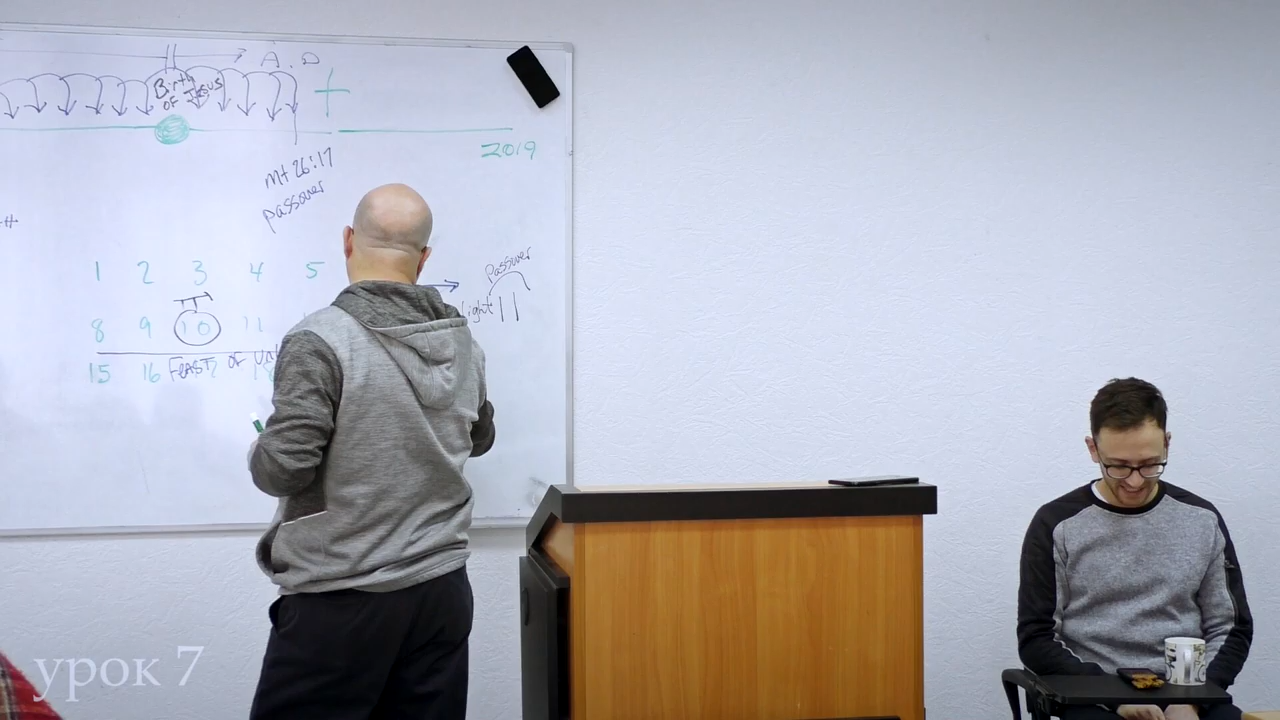 A.D
Birth
OF Jesus
+
2019
Mt 26:17
passover
1 2 3 4 5
Passover
8 9 10 11
15 16 FEAST OF
урок 7